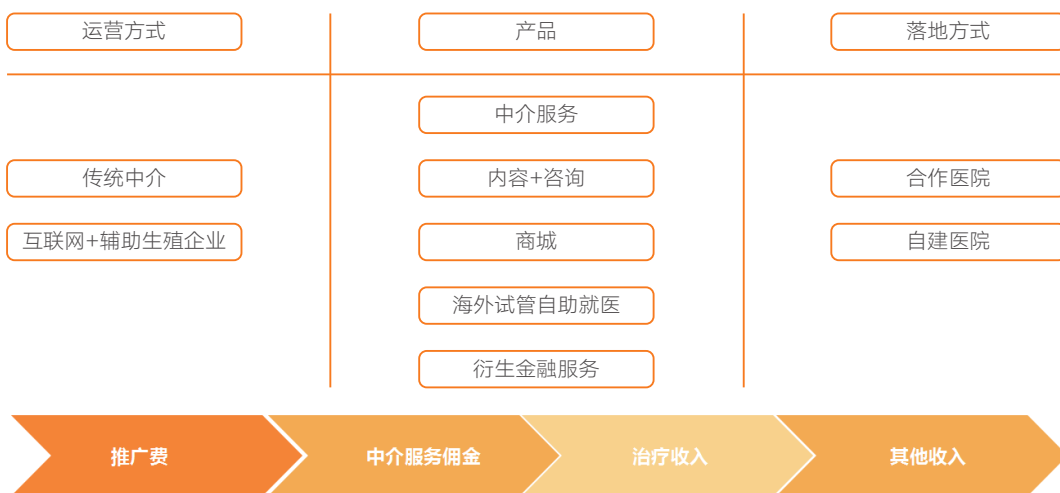 运营方式
产品
落地方式
中介服务
传统中介
内容+咨询
合作医院
互联网+辅助生殖企业
商城
自建医院
海外试管自助就医
衍生金融服务
推广费
中介服务佣金
治疗收入
其他收入